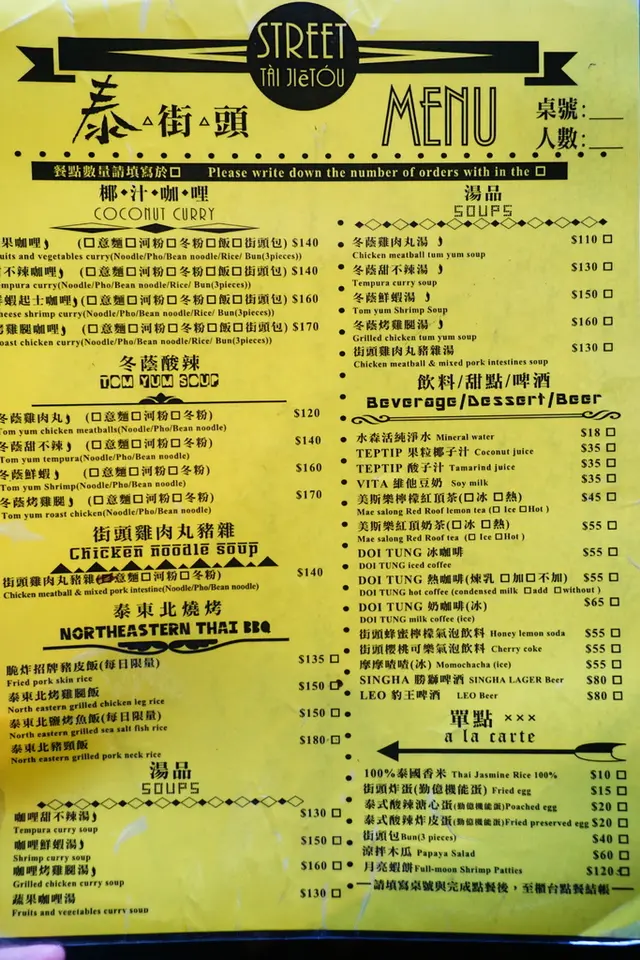 STREET
TÀI JIĒTÓU
泰 街 頭
MENU
桌號:
人數:
餐點數量請填寫於□ Please write down the number of orders with in the □
椰 汁 咖 哩
COCONUT CURRY
果咖哩 (□意麵□河粉□冬粉□飯□街頭包) $140
uits and vegetables curry(Noodle/Pho/Bean noodle/Rice/ Bun(3pieces))
不辣咖哩 (□意麵□河粉□冬粉□飯□街頭包) $140
mpura curry(Noodle/Pho/Bean noodle/Rice/ Bun(3pieces))
鮮蝦起士咖哩 (□意麵□河粉□冬粉□飯□街頭包) $160
heese shrimp curry(Noodle/Pho/Bean noodle/Rice/ Bun(3pieces))
烤雞腿咖哩 (□意麵□河粉□冬粉□飯□街頭包) $170
oast chicken curry(Noodle/Pho/Bean noodle/Rice/ Bun(3pieces))
冬蔭酸辣
TOM YUM SOUP
冬蔭雞肉丸 (□意麵□河粉□冬粉) $120
Tom yum chicken meatballs(Noodle/Pho/Bean noodle)
冬蔭甜不辣 (□意麵□河粉□冬粉) $140
Tom yum tempura(Noodle/Pho/Bean noodle)
冬蔭鮮蝦 (□意麵□河粉□冬粉) $160
Tom yum Shrimp(Noodle/Pho/Bean noodle)
冬蔭烤雞腿 (□意麵□河粉□冬粉) $170
Tom yum roast chicken(Noodle/Pho/Bean noodle)
街頭雞肉丸豬雜
Chicken noodle soup
街頭雞肉丸豬雜 意麵□河粉□冬粉) $140
Chicken meatball & mixed pork intestine(Noodle/Pho/Bean noodle)
泰東北燒烤
NORTHEASTERN THAI BBQ
脆炸招牌豬皮飯(每日限量) $135 □
Fried pork skin rice
泰東北烤雞腿飯 $150 □
North eastern grilled chicken leg rice
泰東北鹽烤魚飯(每日限量) $150 □
North eastern grilled sea salt fish rice
泰東北豬頸飯 $180 □
North eastern grilled pork neck rice
湯品
SOUPS
咖哩甜不辣湯 $130 □
Tempura curry soup
咖哩鮮蝦湯 $150 □
Shrimp curry soup
咖哩烤雞腿湯 $160 □
Grilled chicken curry soup
蔬果咖哩湯 $130 □
Fruits and vegetables curry soup
湯品
SOUPS
冬蔭雞肉丸湯 $110 □
Chicken meatball tum yum soup
冬蔭甜不辣湯 $130 □
Tempura curry soup
冬蔭鮮蝦湯 $150 □
Tom yum Shrimp Soup
冬蔭烤雞腿湯 $160 □
Grilled chicken tum yum soup
街頭雞肉丸豬雜湯 $130 □
Chicken meatball & mixed pork intestines soup
飲料/甜點/啤酒
Beverage/Dessert/Beer
水森活純淨水 Mineral water $18 □
TEPTIP 果粒椰子汁 Coconut juice $35 □
TEPTIP 酸子汁 Tamarind juice $35 □
VITA 維他豆奶 Soy milk $35 □
美斯樂檸檬紅頂茶(□冰 □熱) $45 □
Mae salong Red Roof lemon tea (□ Ice □Hot )
美斯樂紅頂奶茶(□冰 □熱) $55 □
Mae salong Red Roof tea (□ Ice □Hot )
DOI TUNG 冰咖啡 $55 □
DOI TUNG iced coffee
DOI TUNG 熱咖啡(煉乳 □加□不加) $55 □
DOI TUNG hot coffee (condensed milk □add □without )
DOI TUNG 奶咖啡(冰) $65 □
DOI TUNG milk coffee (ice)
街頭蜂蜜檸檬氣泡飲料 Honey lemon soda $55 □
街頭櫻桃可樂氣泡飲料 Cherry coke $55 □
摩摩喳喳(冰) Momochacha (ice) $55 □
SINGHA 勝獅啤酒 SINGHA LAGER Beer $80 □
LEO 豹王啤酒 LEO Beer $80 □
單點 ×××
a la carte
100%泰國香米 Thai Jasmine Rice 100% $10 □
街頭炸蛋(勤億機能蛋) Fried egg $15 □
泰式酸辣溏心蛋(勤億機能蛋)Poached egg $20 □
泰式酸辣炸皮蛋(勤億機能蛋)Fried preserved egg $20 □
街頭包Bun(3 pieces) $40 □
涼拌木瓜 Papaya Salad $60 □
月亮蝦餅Full-moon Shrimp Patties $120 □
請填寫桌號與完成點餐後，至櫃台點餐結帳